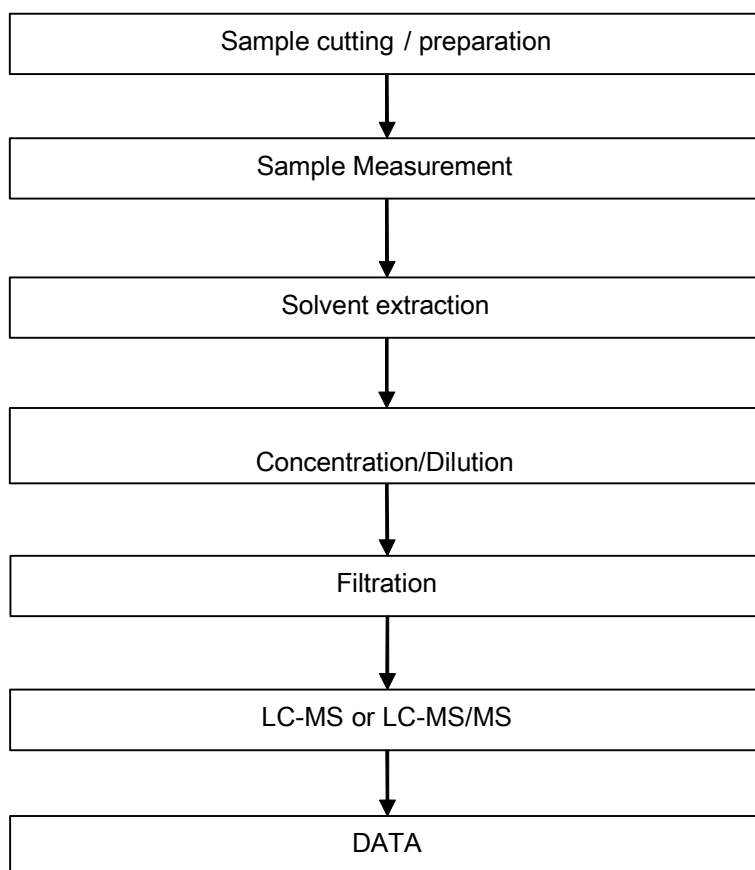 Sample cutting / preparation
Sample Measurement
Solvent extraction
Concentration/Dilution
Filtration
LC-MS or LC-MS/MS
DATA